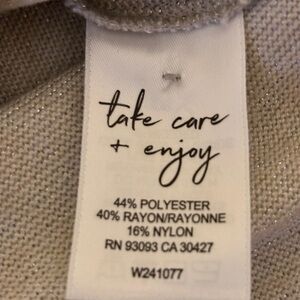 take care
+ enjoy
44% POLYESTER
40% RAYON/RAYONNE
16% NYLON
RN 93093 CA 30427
W241077